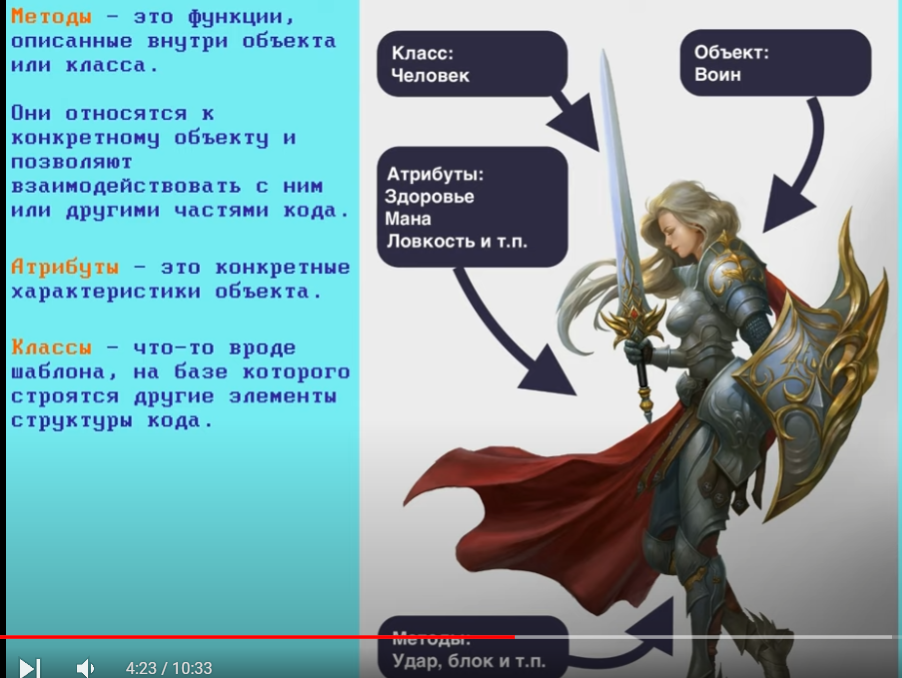 Методы – это функции,
описанные внутри объекта
или класса.
Они относятся к
конкретному объекту и
позволяют
взаимодействовать с ним
или другими частями кода.
Атрибуты – это конкретные
характеристики объекта.
Классы – что-то вроде
шаблона, на базе которого
строятся другие элементы
структуры кода.
Класс:
Человек
Объект:
Воин
Атрибуты:
Здоровье
Мана
Ловкость и т.п.
Методы:
Удар, блок и т.п.
4:23 / 10:33